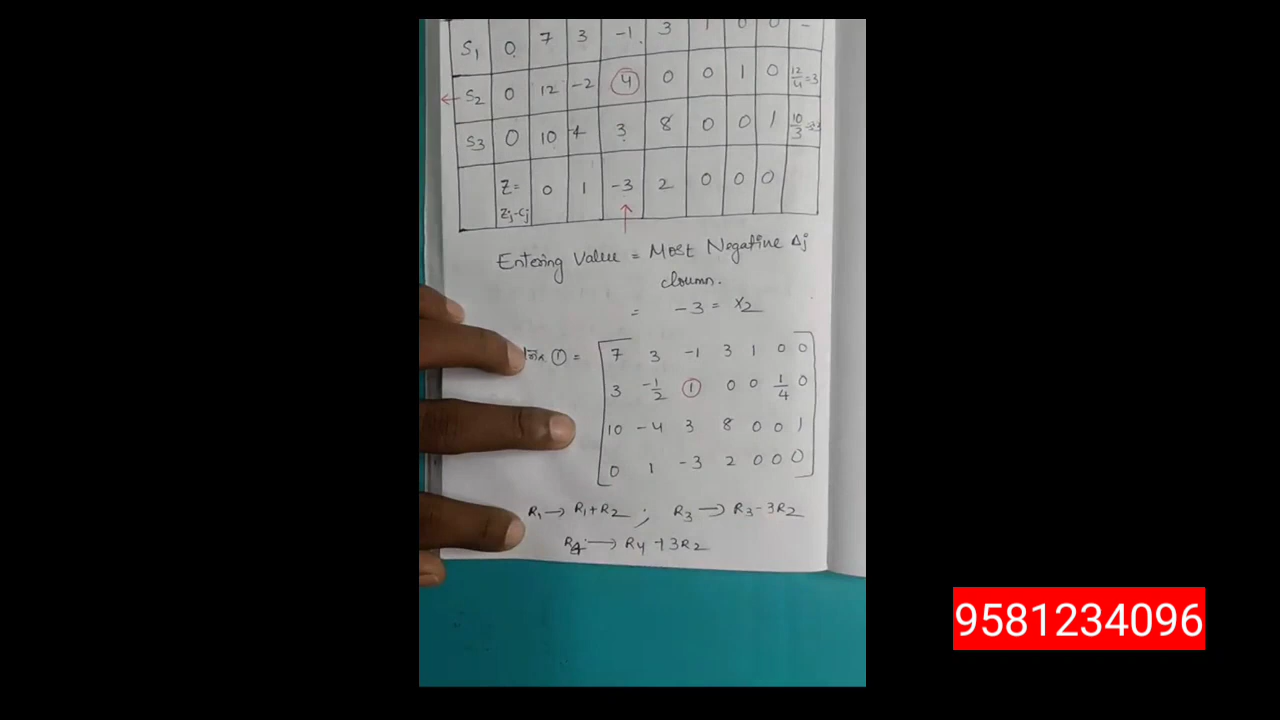 S1 0 7 3 -1 3 1 0 0 -
S2 0 12 -2 4 0 0 1 0 12/4=3
S3 0 10 4 3 8 0 0 1 10/3
Z= 0 1 -3 2 0 0 0
Zj-Cj
Entering Value = Most Negative Δj
cloumn.
= -3 = x2
① =
7 3 -1 3 1 0 0
3 -1/2 1 0 0 1/4 0
10 -4 3 8 0 0 1
0 1 -3 2 0 0 0
R1 → R1+R2 ; R3 → R3-3R2
R4 → R4+3R2
9581234096